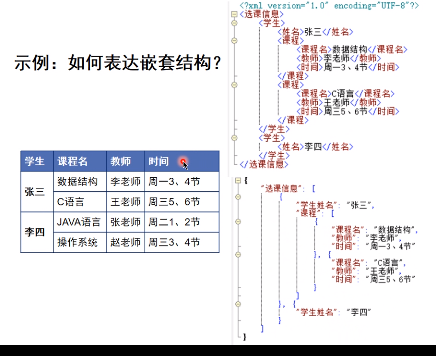 示例：如何表达嵌套结构？
学生 课程名 教师 时间
张三 数据结构 李老师 周一3、4节
C语言 王老师 周三5、6节
李四 JAVA语言 张老师 周二1、2节
操作系统 赵老师 周三3、4节
<?xml version="1.0" encoding="UTF-8"?>
<选课信息>
<学生>
<姓名>张三</姓名>
<课程>
<课程名>数据结构</课程名>
<教师>李老师</教师>
<时间>周一3、4节</时间>
</课程>
<课程>
<课程名>C语言</课程名>
<教师>王老师</教师>
<时间>周三5、6节</时间>
</课程>
</学生>
<学生>
<姓名>李四</姓名>
</学生>
</选课信息>
{
"选课信息": [
{
"学生姓名": "张三",
"课程": [
{
"课程名": "数据结构",
"教师": "李老师",
"时间": "周一3、4节"
}, {
"课程名": "C语言",
"教师": "王老师",
"时间": "周三5、6节"
}
]
}, {
"学生姓名": "李四"
}
]
}